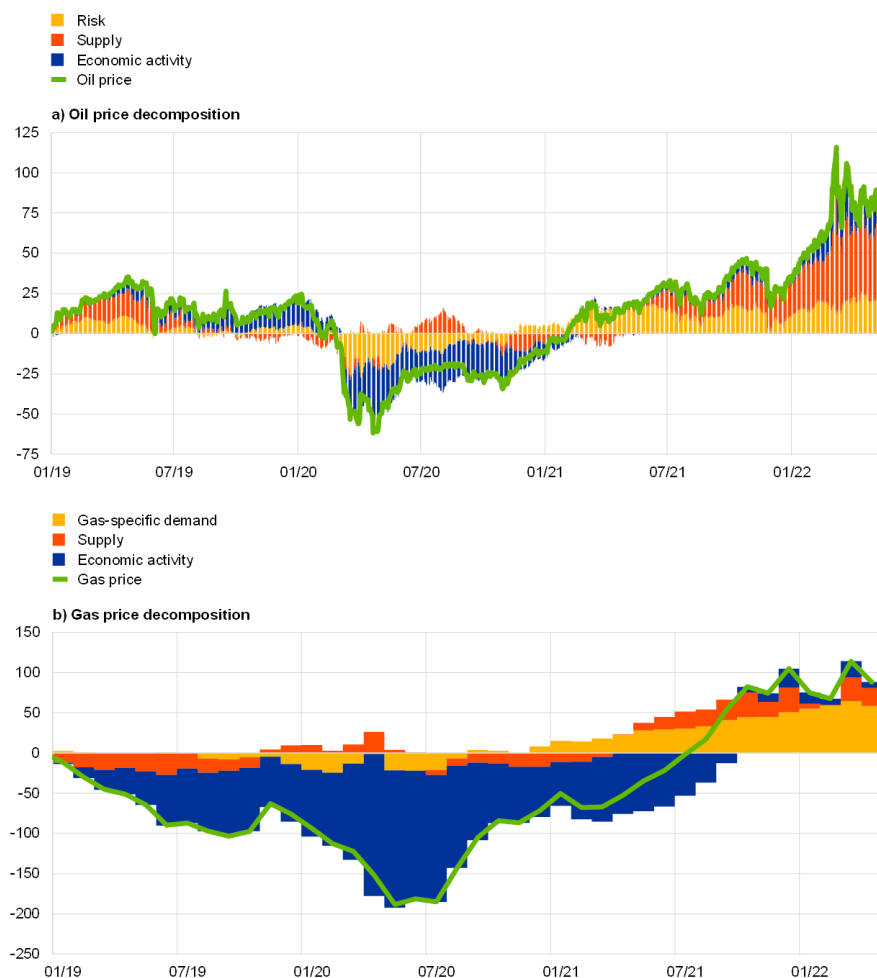 Risk
Supply
Economic activity
Oil price
a) Oil price decomposition
125
100
75
50
25
0
-25
-50
-75
01/19 07/19 01/20 07/20 01/21 07/21 01/22
Gas-specific demand
Supply
Economic activity
Gas price
b) Gas price decomposition
150
100
50
0
-50
-100
-150
-200
-250
01/19 07/19 01/20 07/20 01/21 07/21 01/22